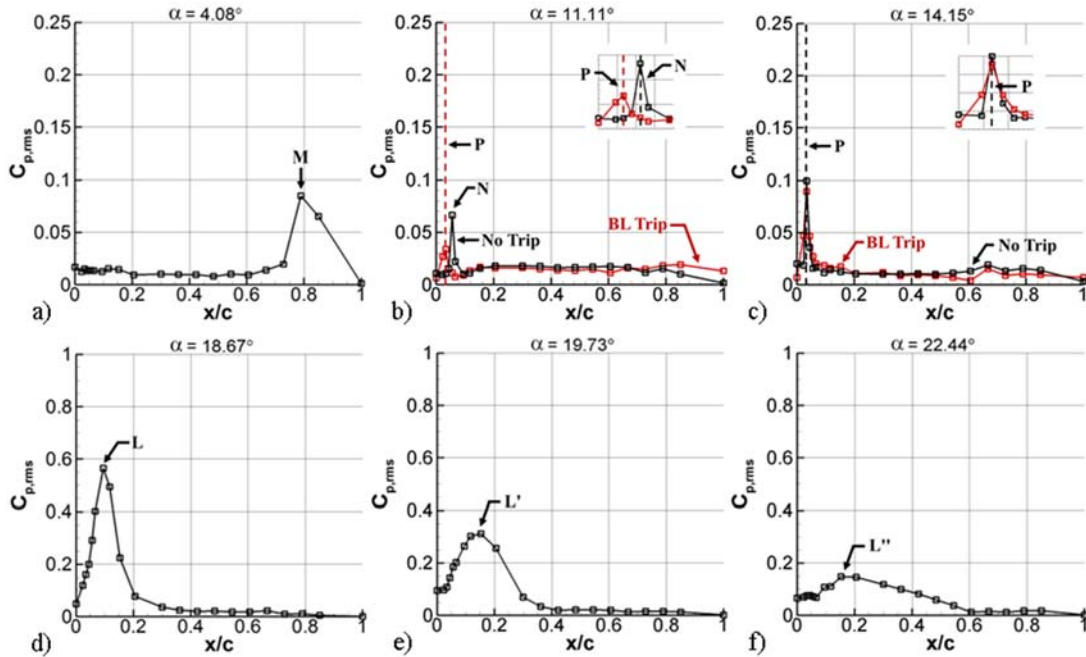 α = 4.08°
0.25
0.2
0.15
0.1
0.05
0
Cp,rms
M
0 0.2 0.4 0.6 0.8 1
x/c
a)
α = 11.11°
0.25
0.2
0.15
0.1
0.05
0
Cp,rms
P
N
P
N
No Trip
BL Trip
0 0.2 0.4 0.6 0.8 1
x/c
b)
α = 14.15°
0.25
0.2
0.15
0.1
0.05
0
Cp,rms
P
P
BL Trip
No Trip
0 0.2 0.4 0.6 0.8 1
x/c
c)
α = 18.67°
1
0.8
0.6
0.4
0.2
0
Cp,rms
L
0 0.2 0.4 0.6 0.8 1
x/c
d)
α = 19.73°
1
0.8
0.6
0.4
0.2
0
Cp,rms
L'
0 0.2 0.4 0.6 0.8 1
x/c
e)
α = 22.44°
1
0.8
0.6
0.4
0.2
0
Cp,rms
L"
0 0.2 0.4 0.6 0.8 1
x/c
f)